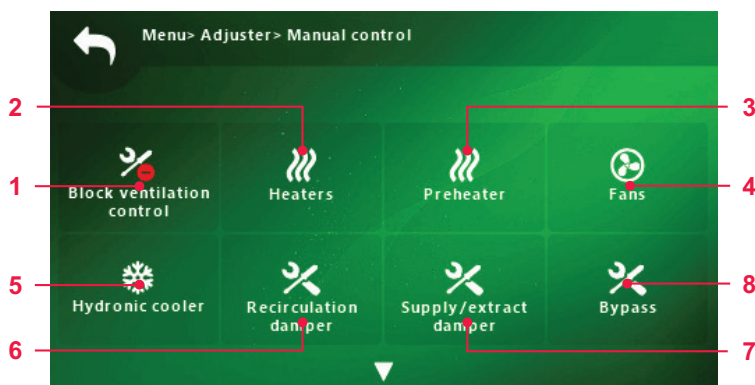 Menu> Adjuster> Manual control
2
3
Block ventilation
control
Heaters
Preheater
Fans
1
4
Hydronic cooler
Recirculation
damper
Supply/extract
damper
Bypass
5
8
6
7